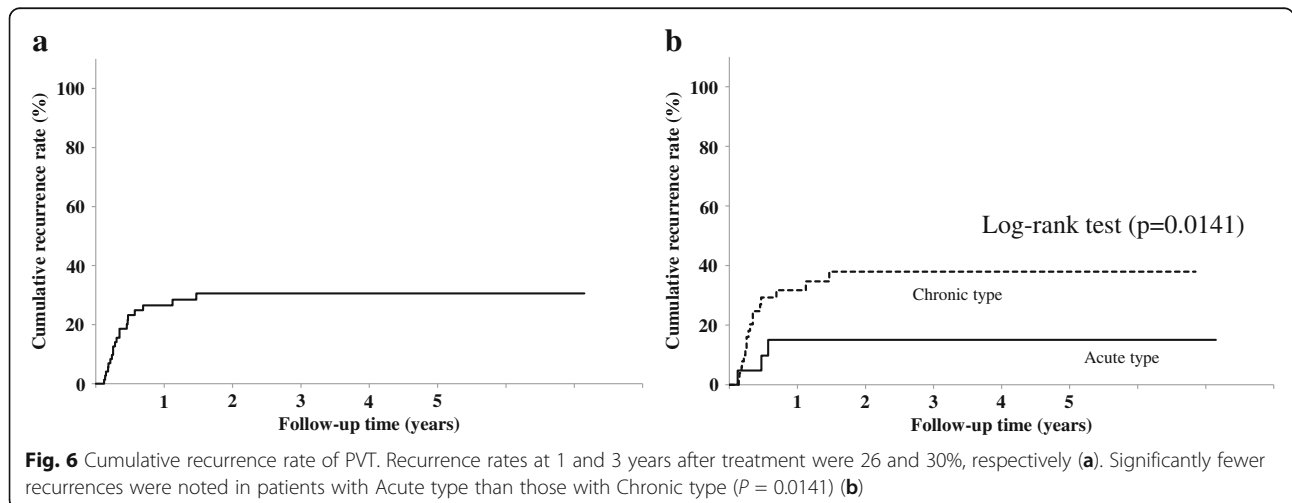 a
100
80
60
40
20
0
Cumulative recurrence rate (%)
1 2 3 4 5
Follow-up time (years)
b
100
80
60
40
20
0
Cumulative recurrence rate (%)
Log-rank test (p=0.0141)
Chronic type
Acute type
1 2 3 4 5
Follow-up time (years)
Fig. 6 Cumulative recurrence rate of PVT. Recurrence rates at 1 and 3 years after treatment were 26 and 30%, respectively (a). Significantly fewer
recurrences were noted in patients with Acute type than those with Chronic type (P = 0.0141) (b)